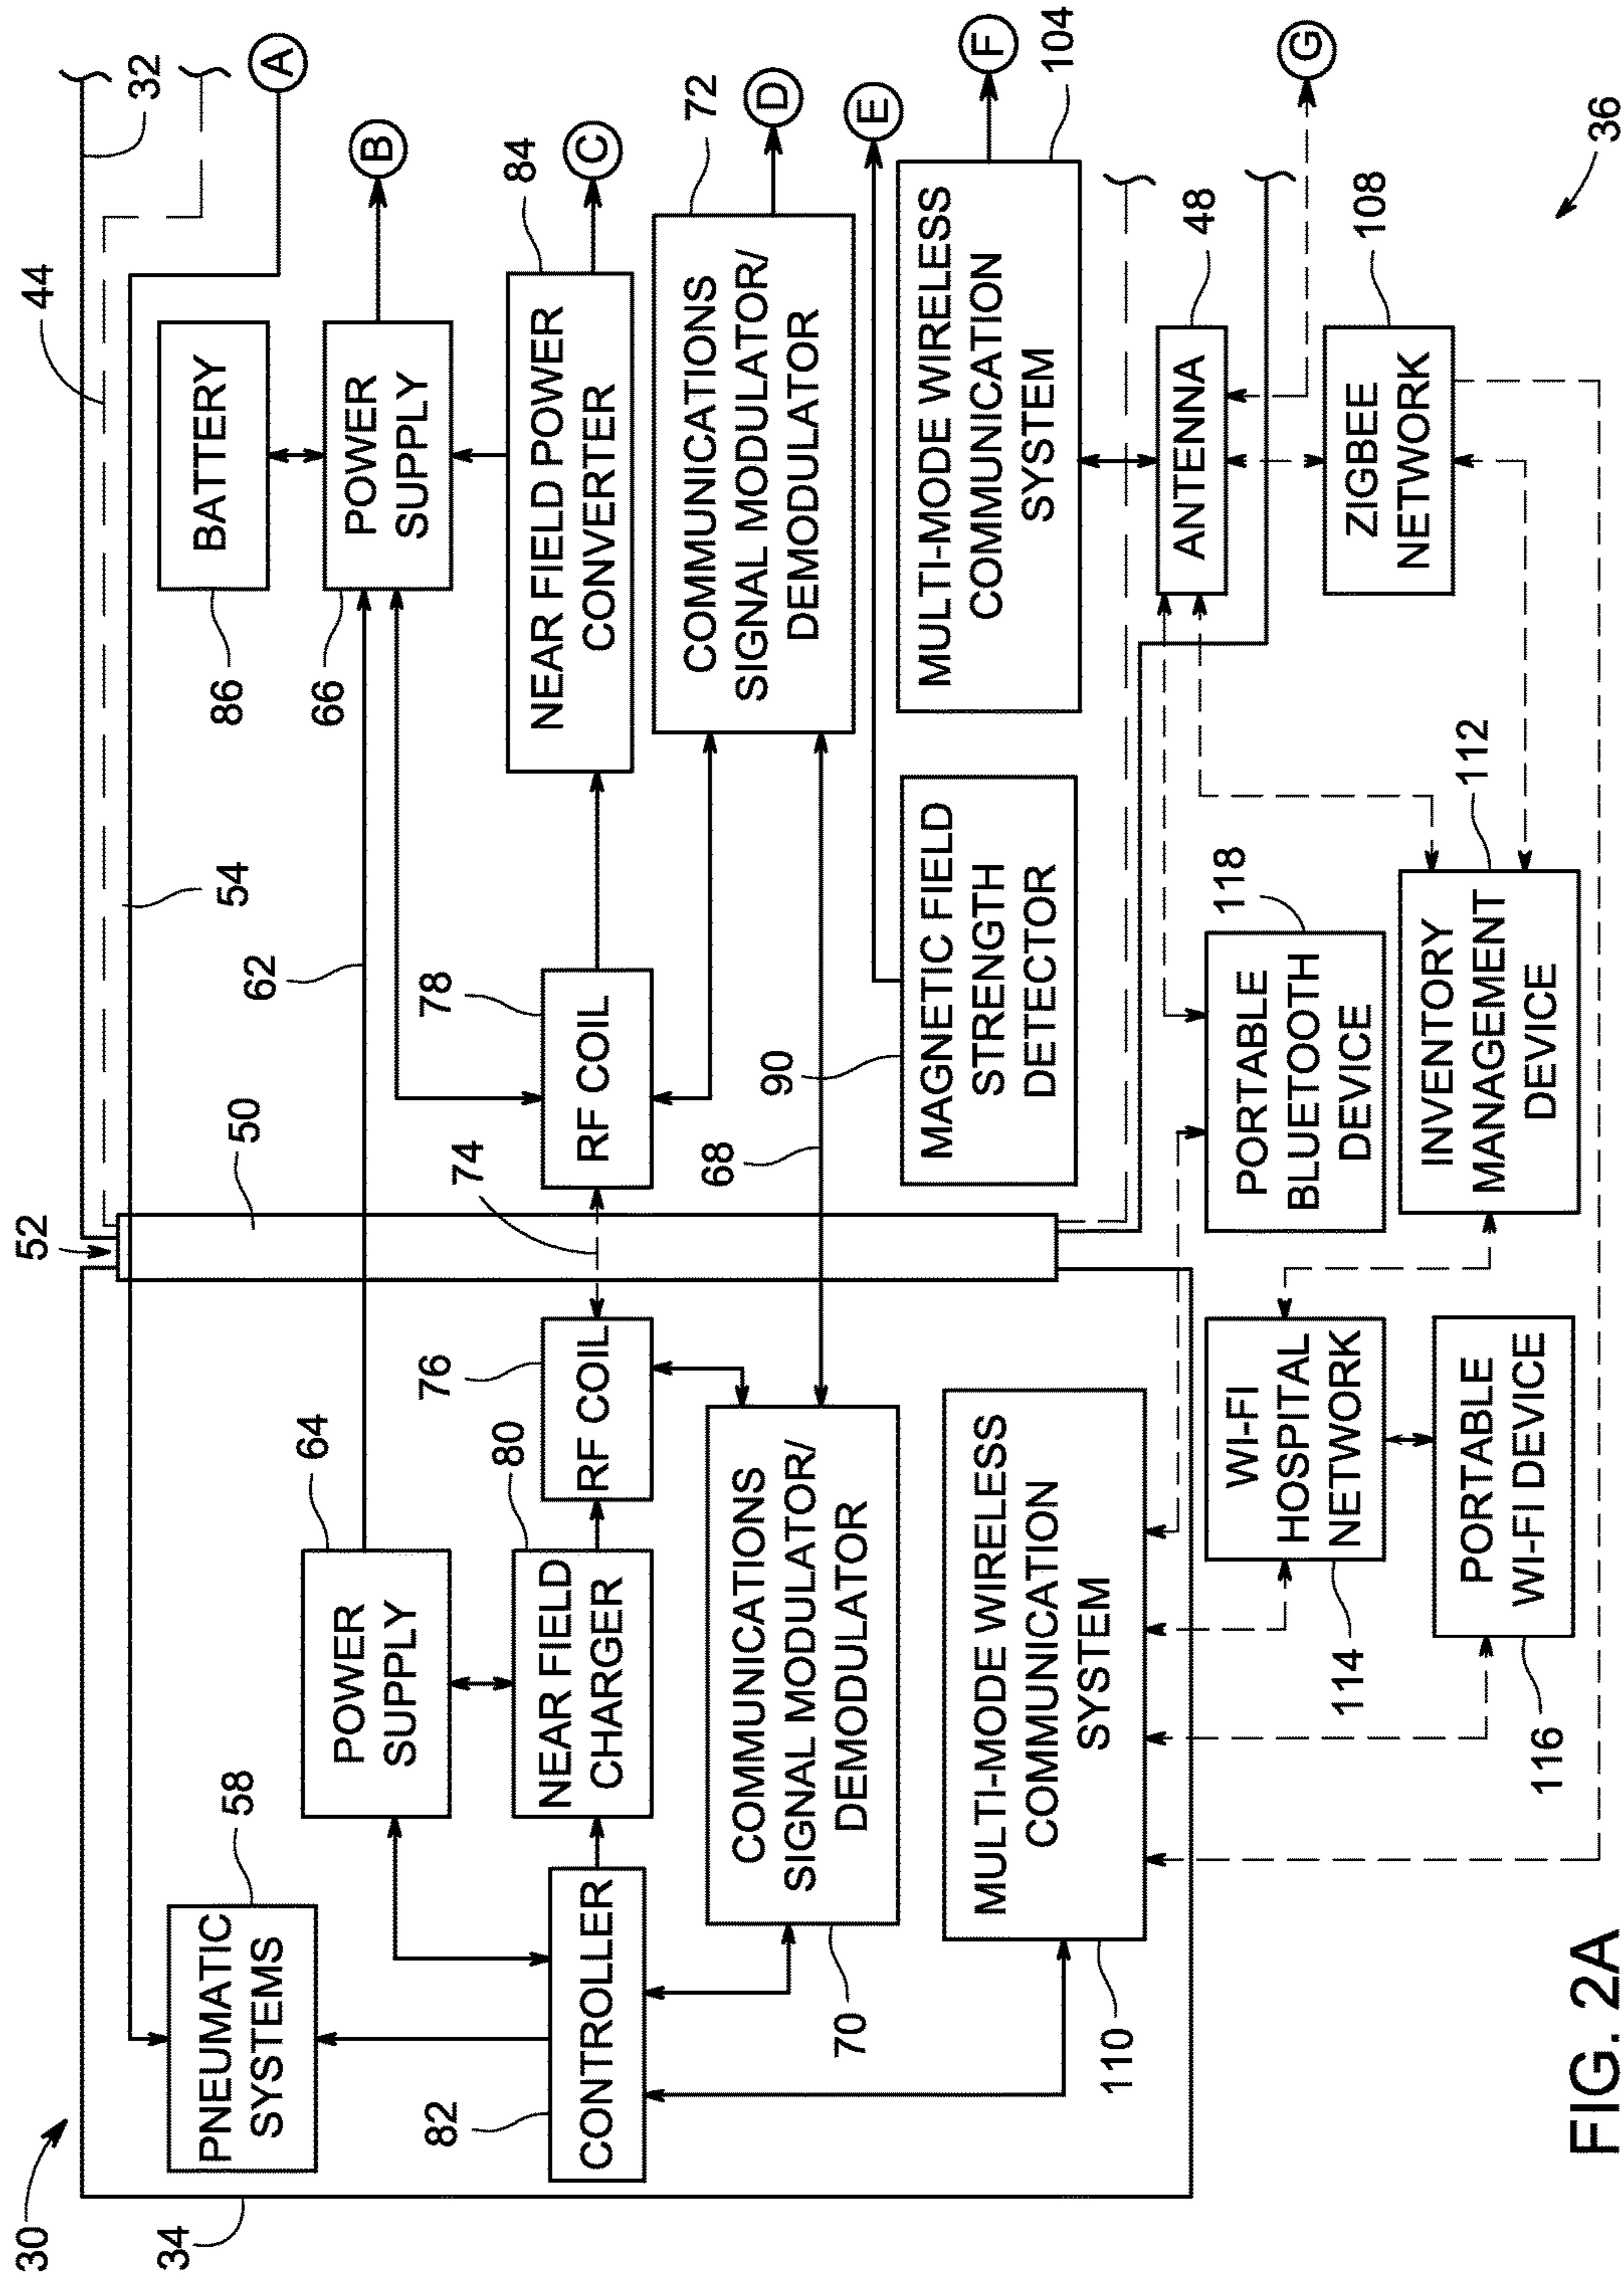 30
34
PNEUMATIC
SYSTEMS
58
POWER
SUPPLY
64
62
52
50
54
44
32
A
BATTERY
86
POWER
SUPPLY
66
B
82
CONTROLLER
NEAR FIELD
CHARGER
80
RF COIL
76
74
RF COIL
78
NEAR FIELD POWER
CONVERTER
84
C
COMMUNICATIONS
SIGNAL MODULATOR/
DEMODULATOR
70
68
COMMUNICATIONS
SIGNAL MODULATOR/
DEMODULATOR
72
D
90
MAGNETIC FIELD
STRENGTH
DETECTOR
E
MULTI-MODE WIRELESS
COMMUNICATION
SYSTEM
110
MULTI-MODE WIRELESS
COMMUNICATION
SYSTEM
104
F
ANTENNA
48
G
WI-FI
HOSPITAL
NETWORK
114
PORTABLE
BLUETOOTH
DEVICE
118
ZIGBEE
NETWORK
108
PORTABLE
WI-FI DEVICE
116
INVENTORY
MANAGEMENT
DEVICE
112
36
FIG. 2A